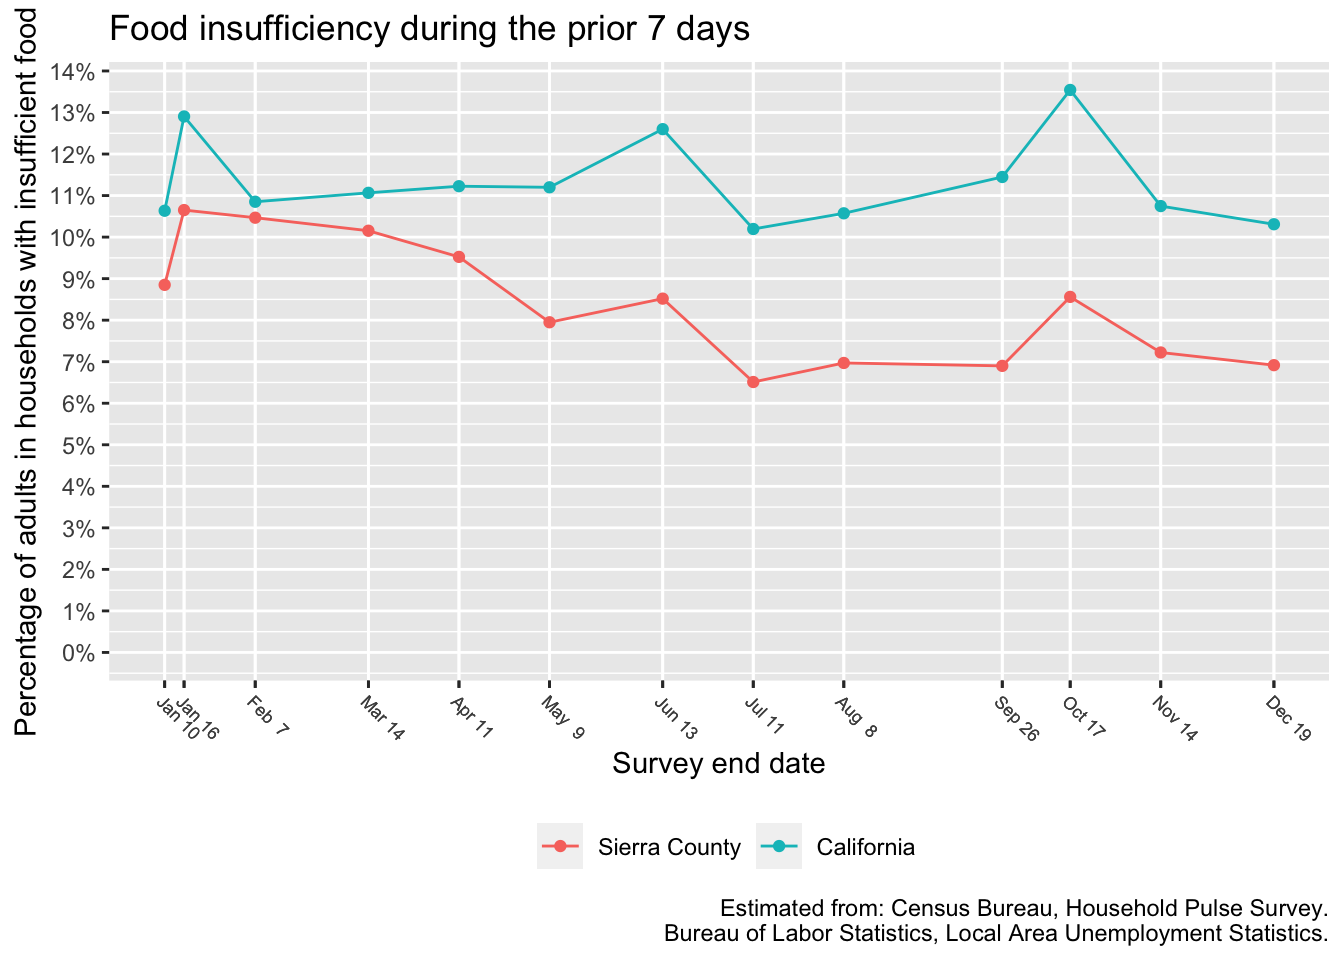 Food insufficiency during the prior 7 days
Percentage of adults in households with insufficient food
14%
13%
12%
11%
10%
9%
8%
7%
6%
5%
4%
3%
2%
1%
0%
Jan 10
Jan 16
Feb 7
Mar 14
Apr 11
May 9
Jun 13
Jul 11
Aug 8
Sep 26
Oct 17
Nov 14
Dec 19
Survey end date
Sierra County
California
Estimated from: Census Bureau, Household Pulse Survey.
Bureau of Labor Statistics, Local Area Unemployment Statistics.